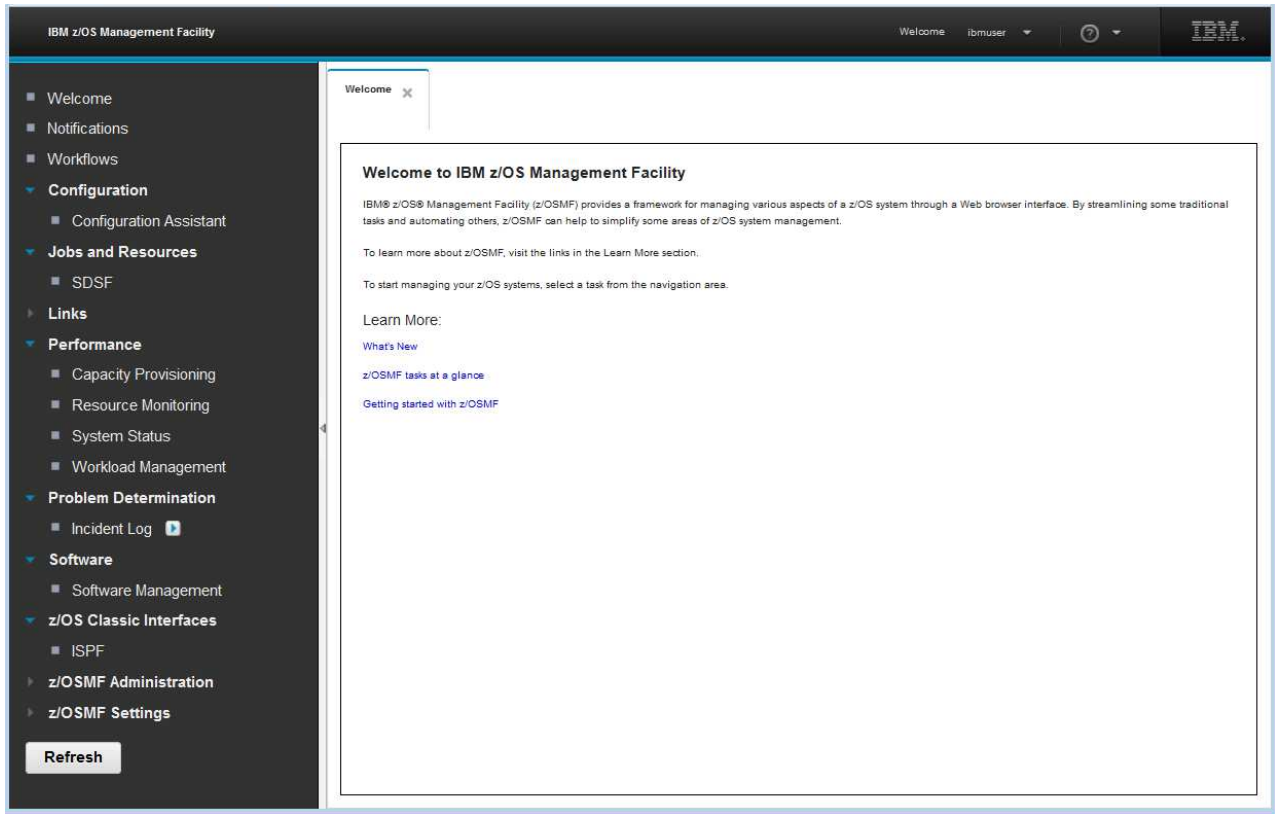 IBM z/OS Management Facility
Welcome ibmuser
IBM.
Welcome
Notifications
Workflows
Configuration
Configuration Assistant
Jobs and Resources
SDSF
Links
Performance
Capacity Provisioning
Resource Monitoring
System Status
Workload Management
Problem Determination
Incident Log
Software
Software Management
z/OS Classic Interfaces
ISPF
z/OSMF Administration
z/OSMF Settings
Refresh
Welcome
Welcome to IBM z/OS Management Facility
IBM® z/OS® Management Facility (z/OSMF) provides a framework for managing various aspects of a z/OS system through a Web browser interface. By streamlining some traditional
tasks and automating others, z/OSMF can help to simplify some areas of z/OS system management.
To learn more about z/OSMF, visit the links in the Learn More section.
To start managing your z/OS systems, select a task from the navigation area.
Learn More:
What's New
z/OSMF tasks at a glance
Getting started with z/OSMF